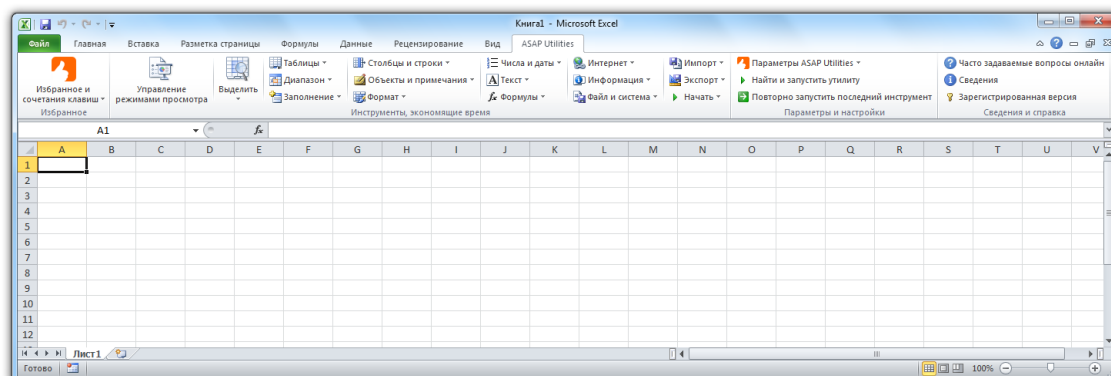 Книга1 - Microsoft Excel
Файл Главная Вставка Разметка страницы Формулы Данные Рецензирование Вид ASAP Utilities
Таблицы Столбцы и строки Числа и даты Интернет Импорт Параметры ASAP Utilities Часто задаваемые вопросы онлайн
Избранное и сочетания клавиш Управление режимами просмотра Выделить Диапазон Объекты и примечания Текст Информация Экспорт Найти и запустить утилиту Сведения
Заполнение Формат Формулы Файл и система Начать Повторно запустить последний инструмент Зарегистрированная версия
Избранное Инструменты, экономящие время Параметры и настройки Сведения и справка
A1 fx
A B C D E F G H I J K L M N O P Q R S T U V
1
2
3
4
5
6
7
8
9
10
11
12
Лист1
Готово 100%